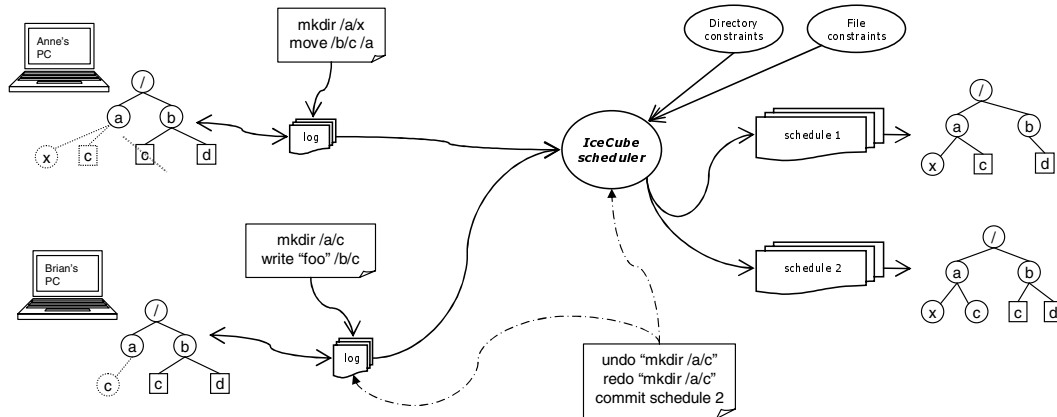 Anne's
PC
mkdir /a/x
move /b/c /a
Directory
constraints
File
constraints
/
a
b
x
c
c
d
log
IceCube
scheduler
schedule 1
/
a
b
x
c
d
mkdir /a/c
write “foo” /b/c
Brian's
PC
/
a
b
c
c
d
log
schedule 2
/
a
b
x
c
c
d
undo “mkdir /a/c”
redo “mkdir /a/c”
commit schedule 2